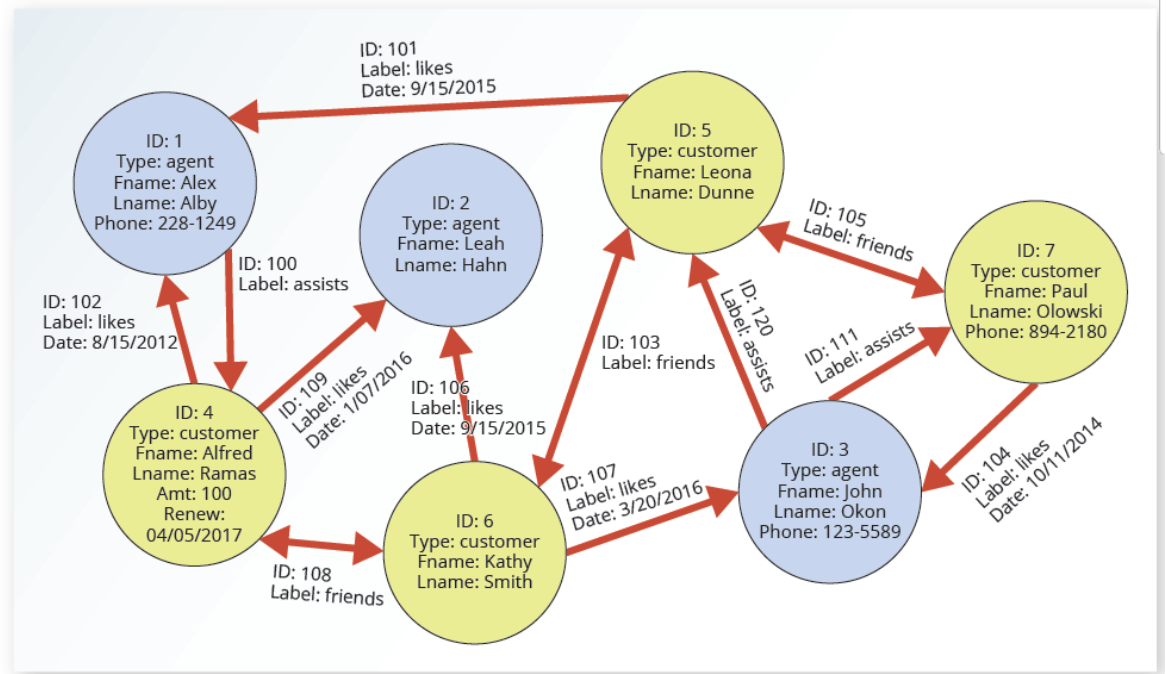 ID: 101
Label: likes
Date: 9/15/2015
ID: 1
Type: agent
Fname: Alex
Lname: Alby
Phone: 228-1249
ID: 2
Type: agent
Fname: Leah
Lname: Hahn
ID: 5
Type: customer
Fname: Leona
Lname: Dunne
ID: 105
Label: friends
ID: 7
Type: customer
Fname: Paul
Lname: Olowski
Phone: 894-2180
ID: 100
Label: assists
ID: 102
Label: likes
Date: 8/15/2012
ID: 109
Label: likes
Date: 1/07/2016
ID: 106
Label: likes
Date: 9/15/2015
ID: 103
Label: friends
ID: 120
Label: assists
ID: 111
Label: assists
ID: 4
Type: customer
Fname: Alfred
Lname: Ramas
Amt: 100
Renew:
04/05/2017
ID: 107
Label: likes
Date: 3/20/2016
ID: 3
Type: agent
Fname: John
Lname: Okon
Phone: 123-5589
ID: 104
Label: likes
Date: 10/11/2014
ID: 6
Type: customer
Fname: Kathy
Lname: Smith
ID: 108
Label: friends